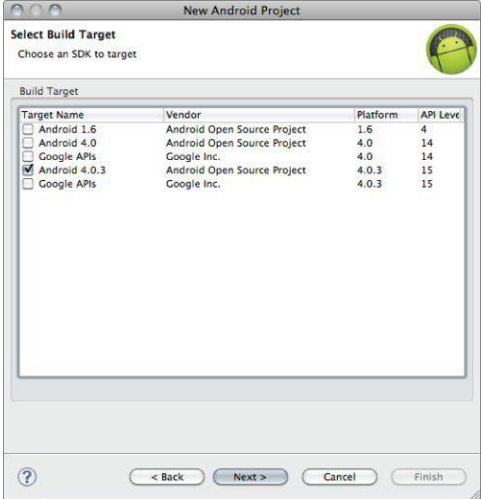 New Android Project
Select Build Target
Choose an SDK to target
Build Target
Target Name Vendor Platform API Leve
Android 1.6 Android Open Source Project 1.6 4
Android 4.0 Android Open Source Project 4.0 14
Google APIs Google Inc. 4.0 14
Android 4.0.3 Android Open Source Project 4.0.3 15
Google APIs Google Inc. 4.0.3 15
? < Back Next > Cancel Finish